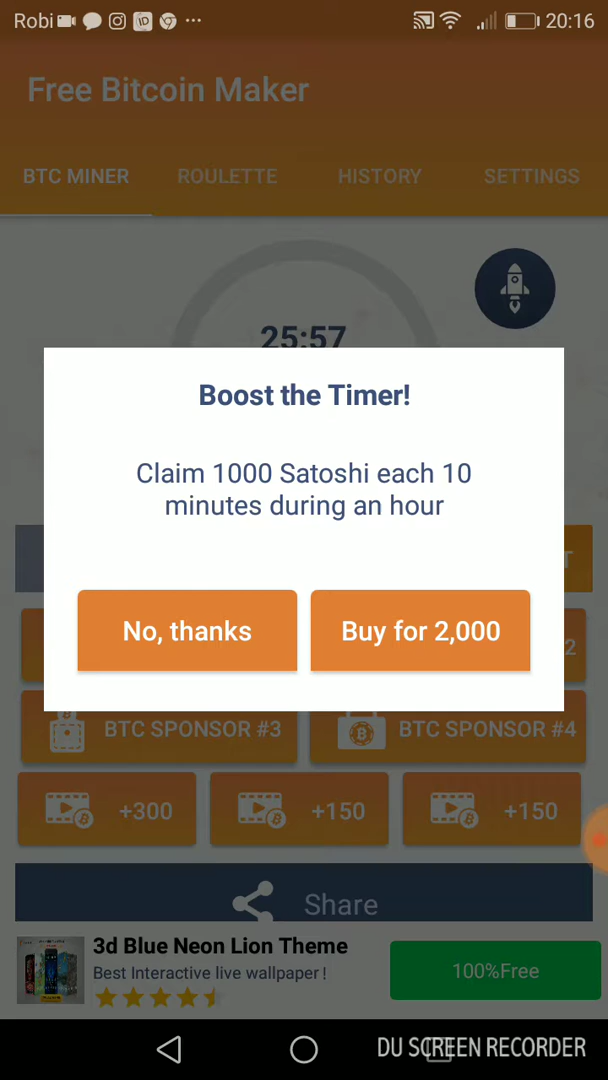 Robi 20:16
Free Bitcoin Maker
BTC MINER ROULETTE HISTORY SETTINGS
25:57
Boost the Timer!
Claim 1000 Satoshi each 10
minutes during an hour
No, thanks Buy for 2,000
BTC SPONSOR #3 BTC SPONSOR #4
+300 +150 +150
Share
3d Blue Neon Lion Theme
Best Interactive live wallpaper!
100%Free
DU SCREEN RECORDER